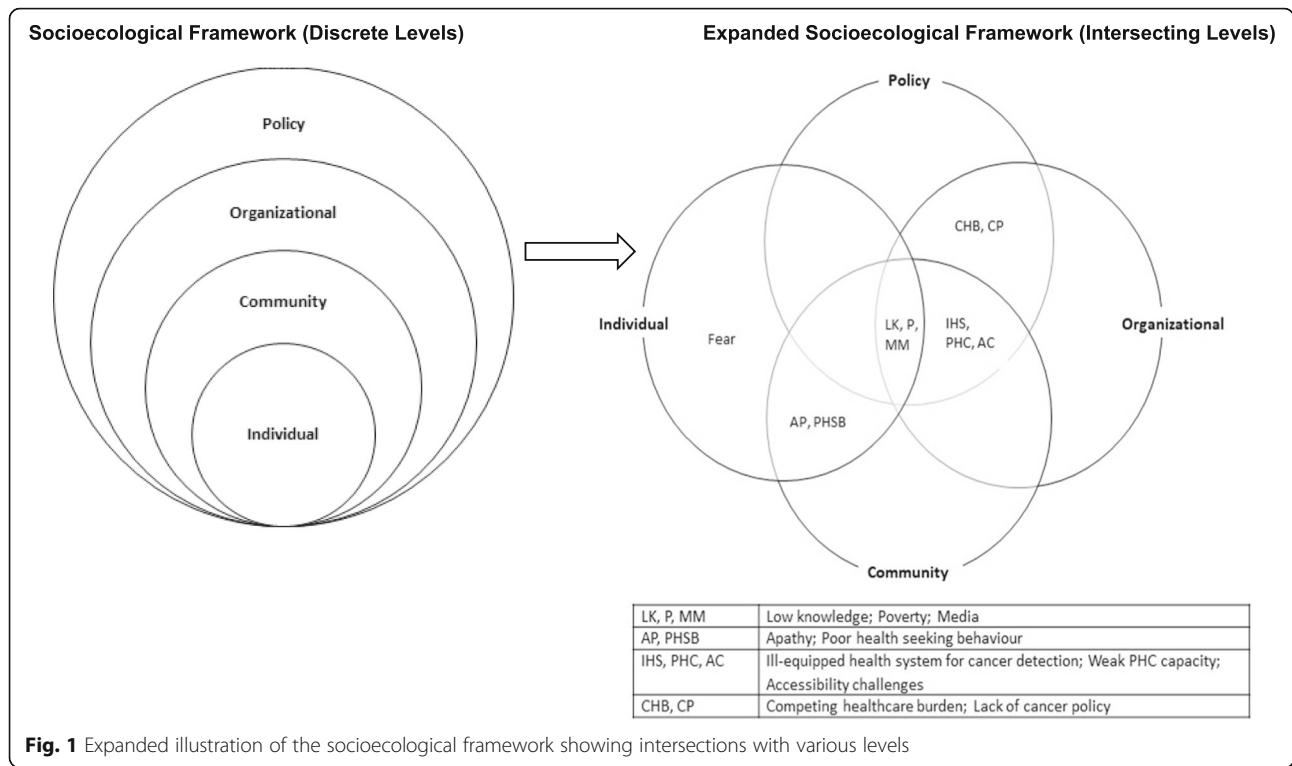 Socioecological Framework (Discrete Levels)
Expanded Socioecological Framework (Intersecting Levels)
Policy
Organizational
Community
Individual
Policy
CHB, CP
Individual
Fear
LK, P,
MM
IHS,
PHC, AC
Organizational
AP, PHSB
Community
LK, P, MM Low knowledge; Poverty; Media
AP, PHSB Apathy; Poor health seeking behaviour
IHS, PHC, AC Ill-equipped health system for cancer detection; Weak PHC capacity;
Accessibility challenges
CHB, CP Competing healthcare burden; Lack of cancer policy
Fig. 1 Expanded illustration of the socioecological framework showing intersections with various levels